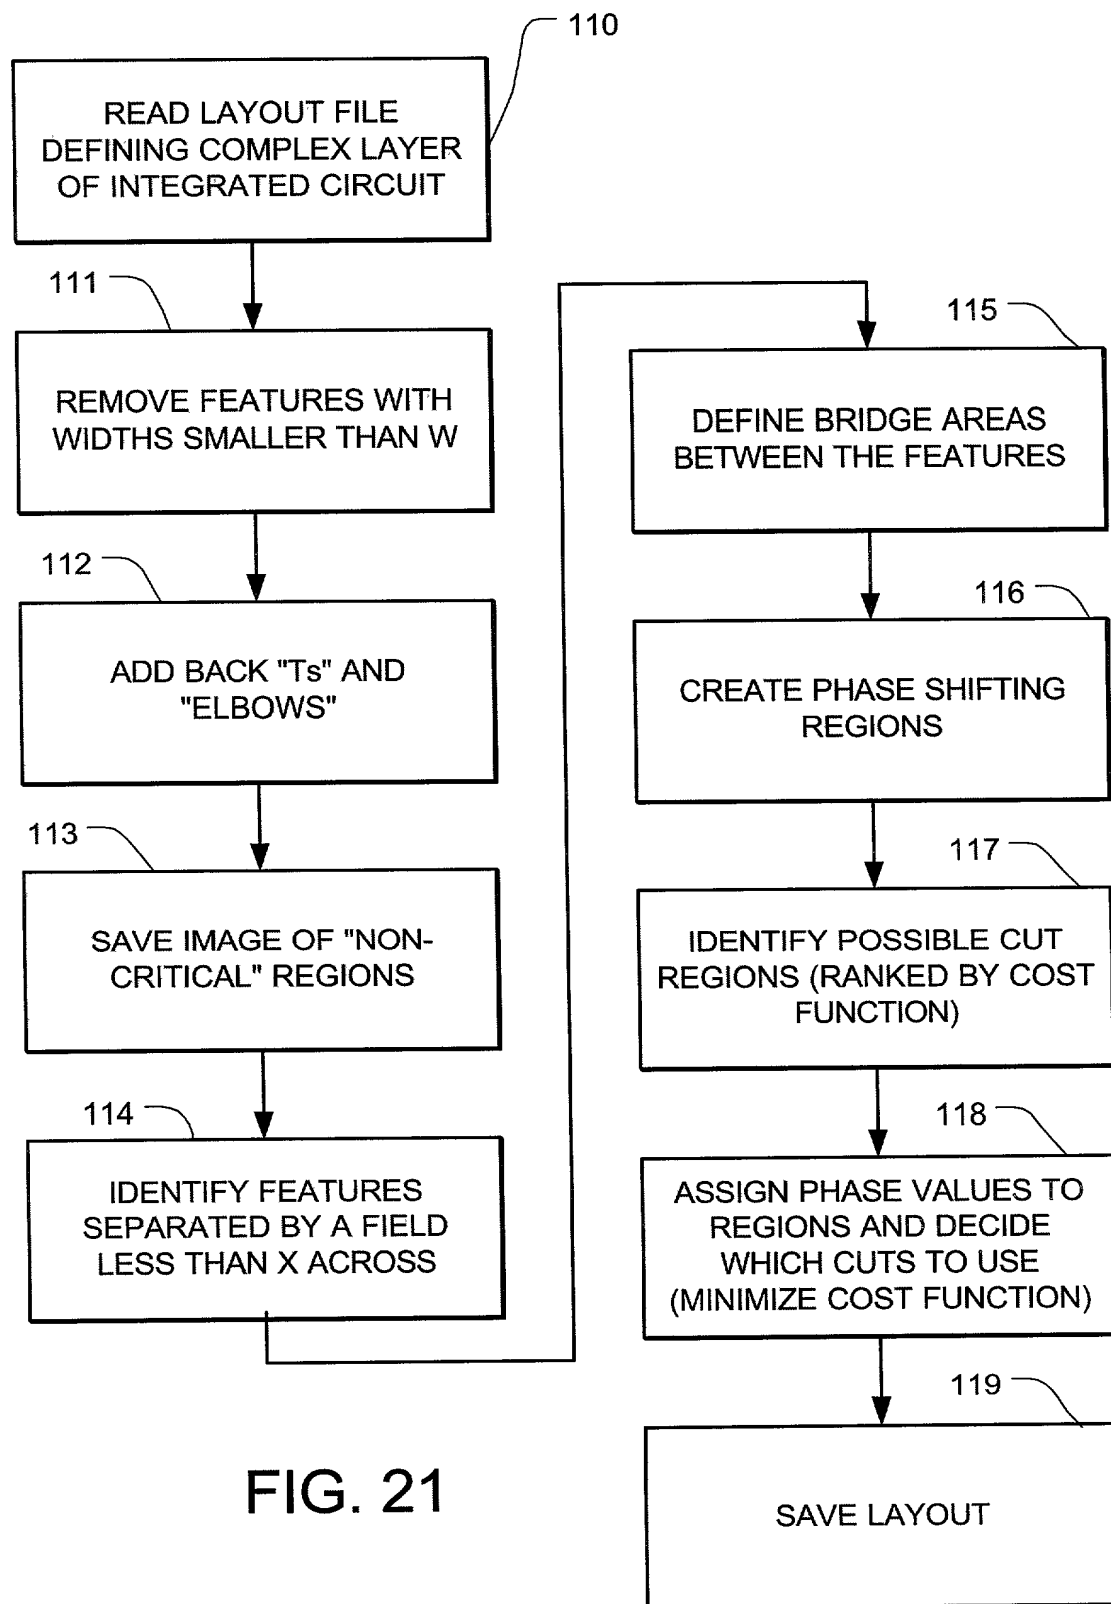 110
READ LAYOUT FILE
DEFINING COMPLEX LAYER
OF INTEGRATED CIRCUIT
111
REMOVE FEATURES WITH
WIDTHS SMALLER THAN W
112
ADD BACK "Ts" AND
"ELBOWS"
113
SAVE IMAGE OF "NON-
CRITICAL" REGIONS
114
IDENTIFY FEATURES
SEPARATED BY A FIELD
LESS THAN X ACROSS
115
DEFINE BRIDGE AREAS
BETWEEN THE FEATURES
116
CREATE PHASE SHIFTING
REGIONS
117
IDENTIFY POSSIBLE CUT
REGIONS (RANKED BY COST
FUNCTION)
118
ASSIGN PHASE VALUES TO
REGIONS AND DECIDE
WHICH CUTS TO USE
(MINIMIZE COST FUNCTION)
119
SAVE LAYOUT
FIG. 21